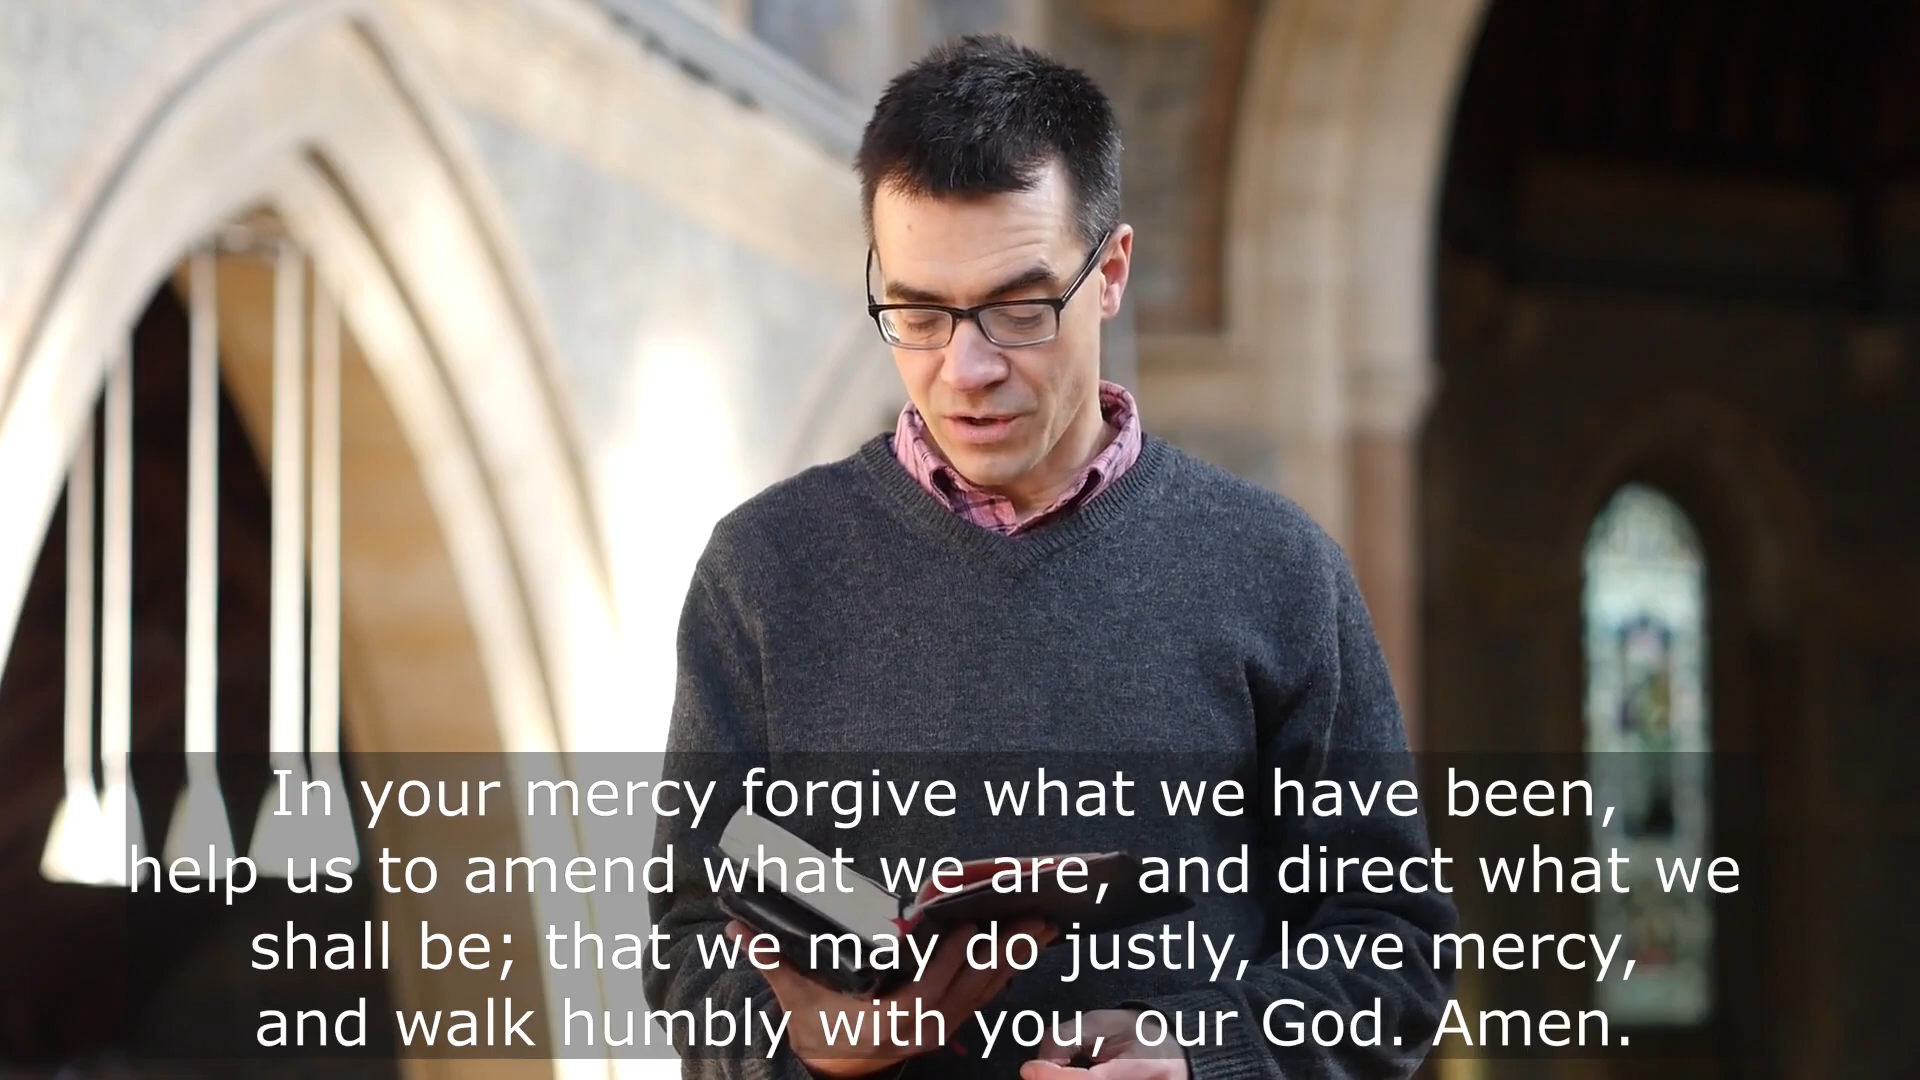 In your mercy forgive what we have been,
help us to amend what we are, and direct what we
shall be; that we may do justly, love mercy,
and walk humbly with you, our God. Amen.